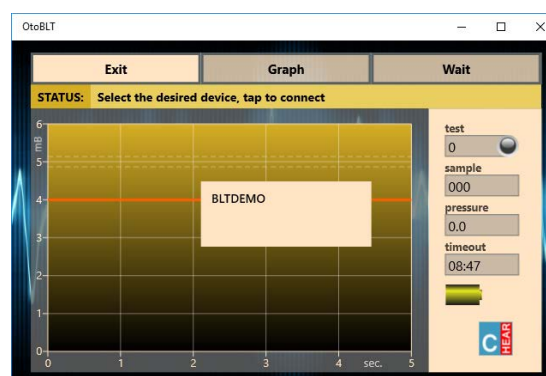 OtoBLT
Exit Graph Wait
STATUS: Select the desired device, tap to connect
6
mB
5
4
3
2
1
0
0 1 2 3 4 sec. 5
BLTDEMO
test
0
sample
000
pressure
0.0
timeout
08:47
C HEAR